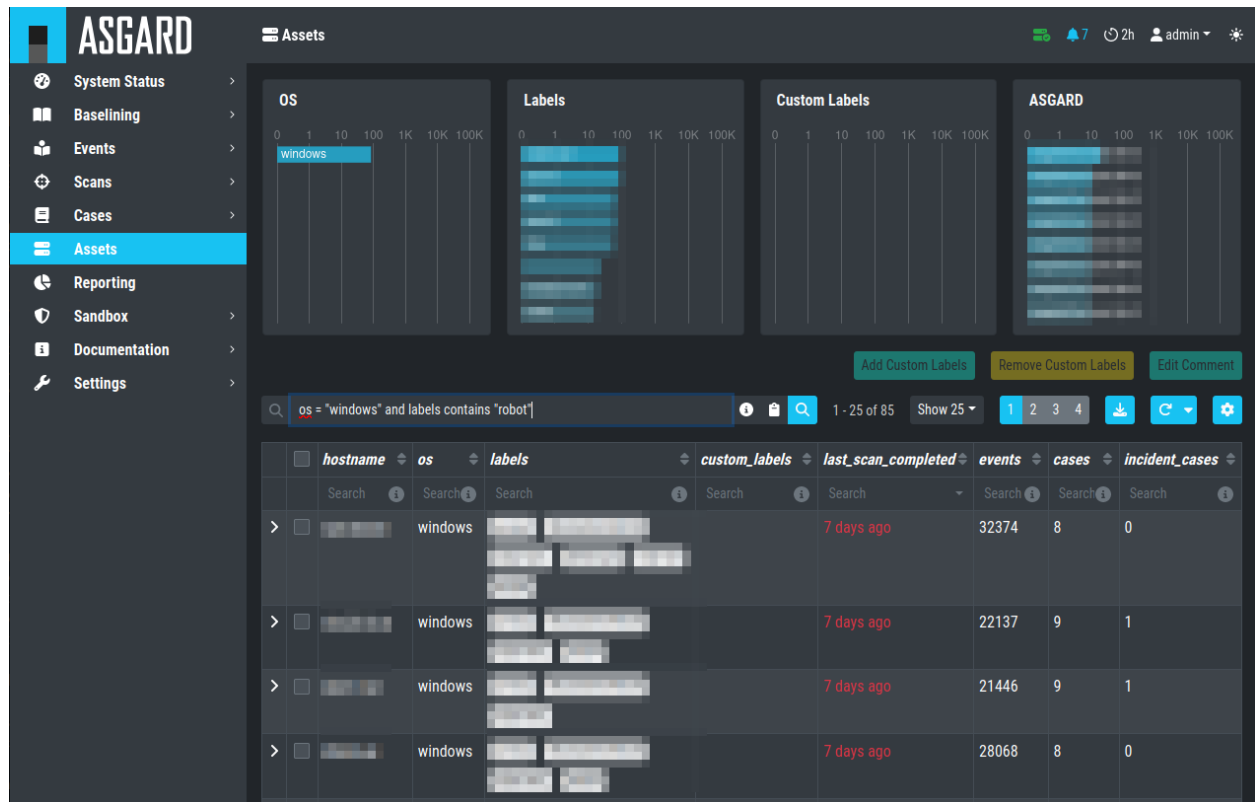 ASGARD
Assets
7
2h
admin
System Status
Baselining
Events
Scans
Cases
Assets
Reporting
Sandbox
Documentation
Settings
OS
0 1 10 100 1K 10K 100K
windows
Labels
0 1 10 100 1K 10K 100K
Custom Labels
0 1 10 100 1K 10K 100K
ASGARD
0 1 10 100 1K 10K 100K
Add Custom Labels Remove Custom Labels Edit Comment
os = "windows" and labels contains "robot" 1 - 25 of 85 Show 25 1 2 3 4
hostname os labels custom_labels last_scan_completed events cases incident_cases
Search Search Search Search Search Search Search Search
windows 7 days ago 32374 8 0
windows 7 days ago 22137 9 1
windows 7 days ago 21446 9 1
windows 7 days ago 28068 8 0